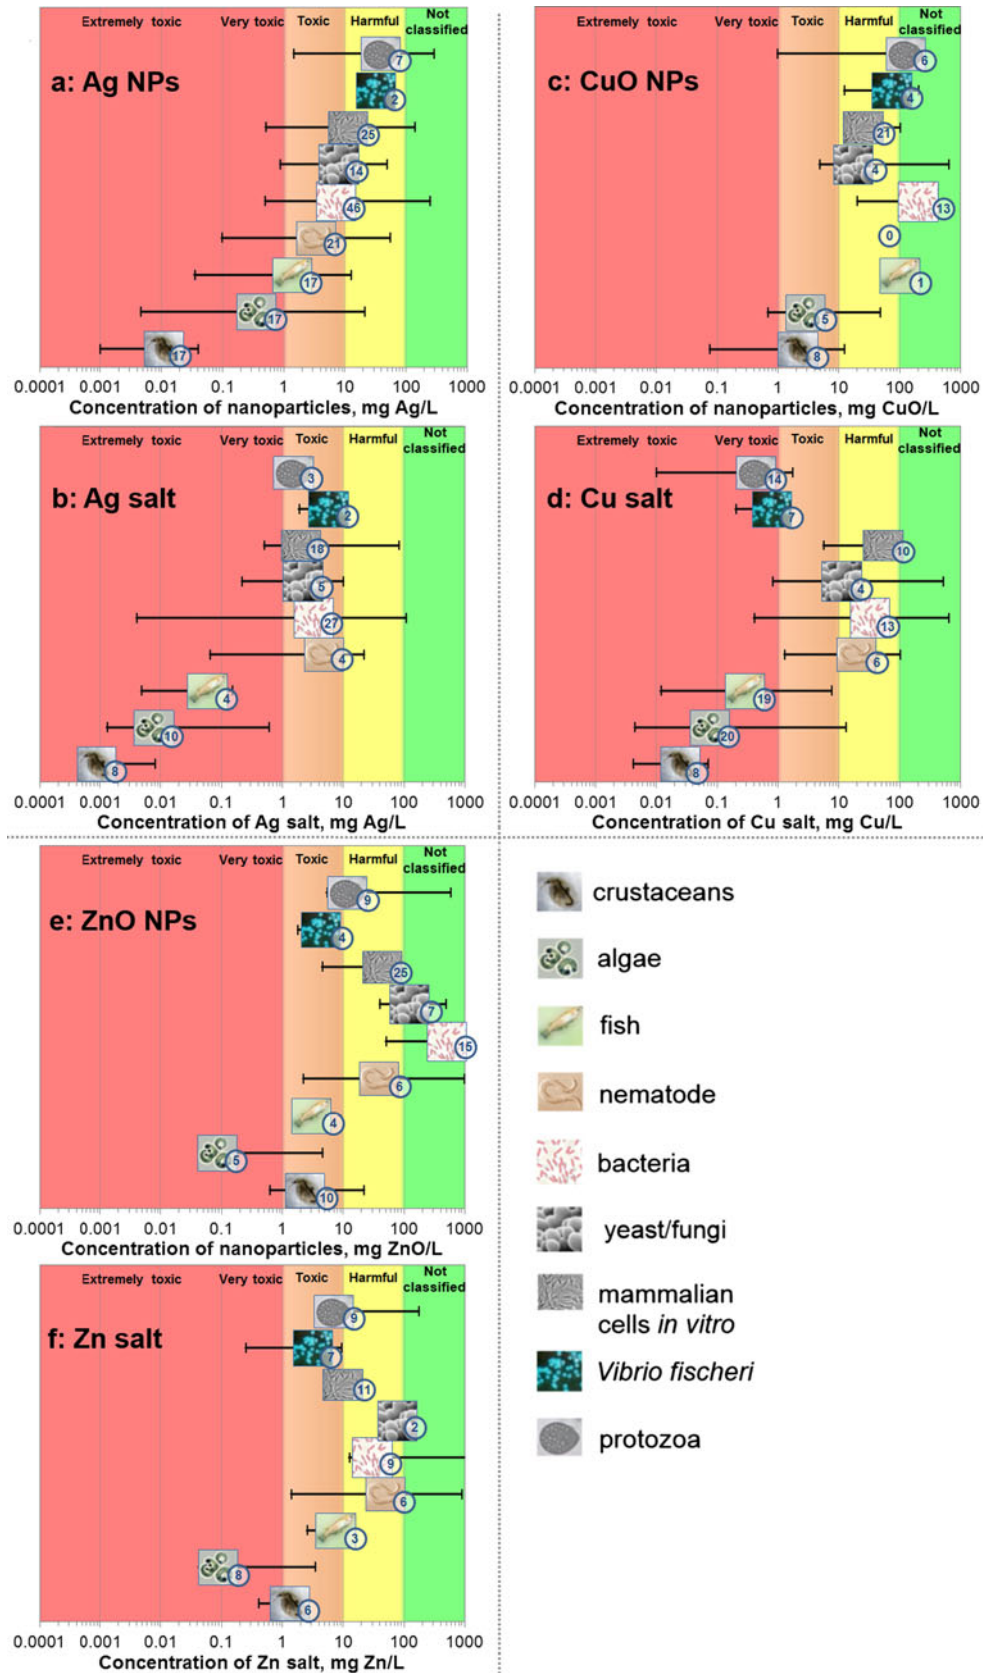 Extremely toxic Very toxic Toxic Harmful Not classified
a: Ag NPs
7
2
25
14
46
21
17
17
17
0.0001 0.001 0.01 0.1 1 10 100 1000
Concentration of nanoparticles, mg Ag/L
Extremely toxic Very toxic Toxic Harmful Not classified
c: CuO NPs
6
4
21
4
13
0
1
5
8
0.0001 0.001 0.01 0.1 1 10 100 1000
Concentration of nanoparticles, mg CuO/L
Extremely toxic Very toxic Toxic Harmful Not classified
b: Ag salt
3
2
18
5
27
4
4
10
8
0.0001 0.001 0.01 0.1 1 10 100 1000
Concentration of Ag salt, mg Ag/L
Extremely toxic Very toxic Toxic Harmful Not classified
d: Cu salt
14
7
10
4
13
6
19
20
8
0.0001 0.001 0.01 0.1 1 10 100 1000
Concentration of Cu salt, mg Cu/L
Extremely toxic Very toxic Toxic Harmful Not classified
e: ZnO NPs
9
4
25
7
15
6
4
5
10
0.0001 0.001 0.01 0.1 1 10 100 1000
Concentration of nanoparticles, mg ZnO/L
Extremely toxic Very toxic Toxic Harmful Not classified
f: Zn salt
9
7
11
2
9
6
3
8
6
0.0001 0.001 0.01 0.1 1 10 100 1000
Concentration of Zn salt, mg Zn/L
crustaceans
algae
fish
nematode
bacteria
yeast/fungi
mammalian
cells in vitro
Vibrio fischeri
protozoa